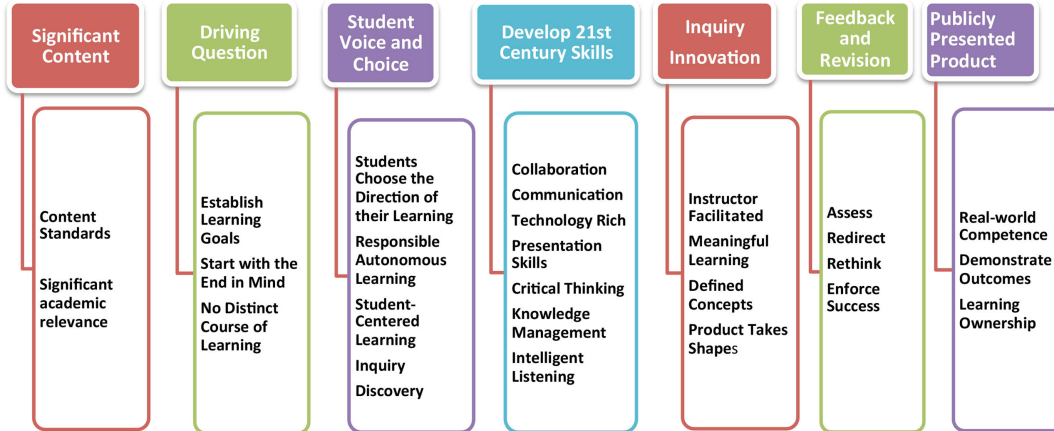 Significant
Content
Content
Standards
Significant
academic
relevance
Driving
Question
Establish
Learning
Goals
Start with the
End in Mind
No Distinct
Course of
Learning
Student
Voice and
Choice
Students
Choose the
Direction of
their Learning
Responsible
Autonomous
Learning
Student-
Centered
Learning
Inquiry
Discovery
Develop 21st
Century Skills
Collaboration
Communication
Technology Rich
Presentation
Skills
Critical Thinking
Knowledge
Management
Intelligent
Listening
Inquiry
Innovation
Instructor
Facilitated
Meaningful
Learning
Defined
Concepts
Product Takes
Shapes
Feedback
and
Revision
Assess
Redirect
Rethink
Enforce
Success
Publicly
Presented
Product
Real-world
Competence
Demonstrate
Outcomes
Learning
Ownership